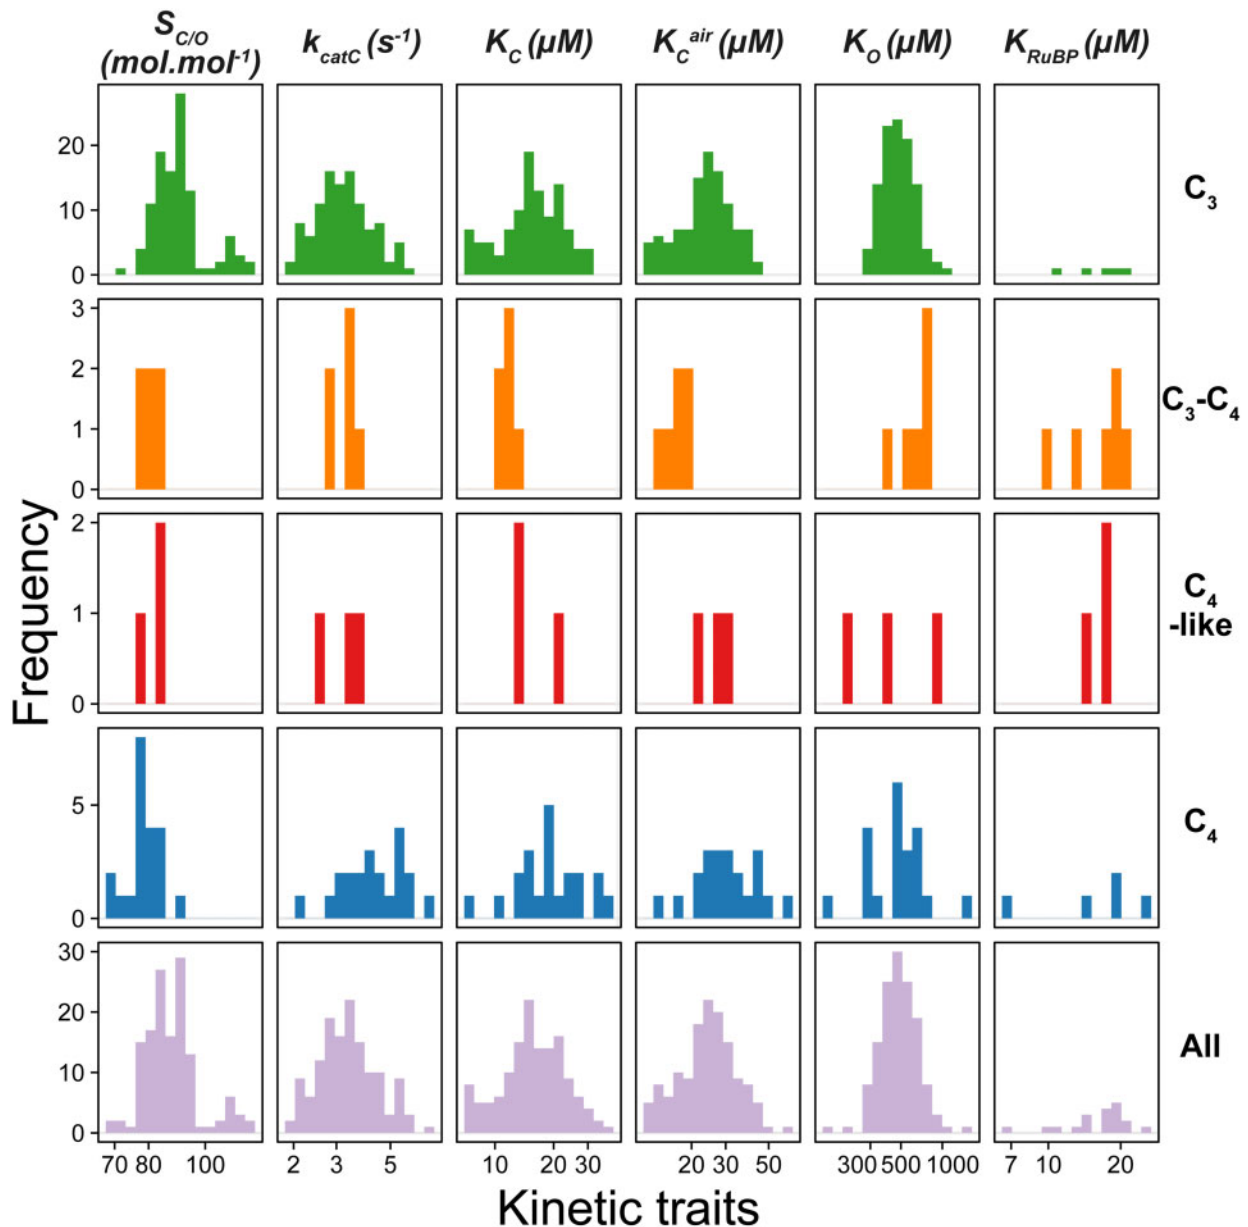 S_C/O (mol.mol⁻¹)
k_catC (s⁻¹)
K_C (μM)
K_C^air (μM)
K_O (μM)
K_RuBP (μM)
20
10
0
C₃
3
2
1
0
C₃-C₄
2
1
0
C₄
-like
5
0
C₄
30
20
10
0
All
Frequency
70 80 100
2 3 5
10 20 30
20 30 50
300 500 1000
7 10 20
Kinetic traits